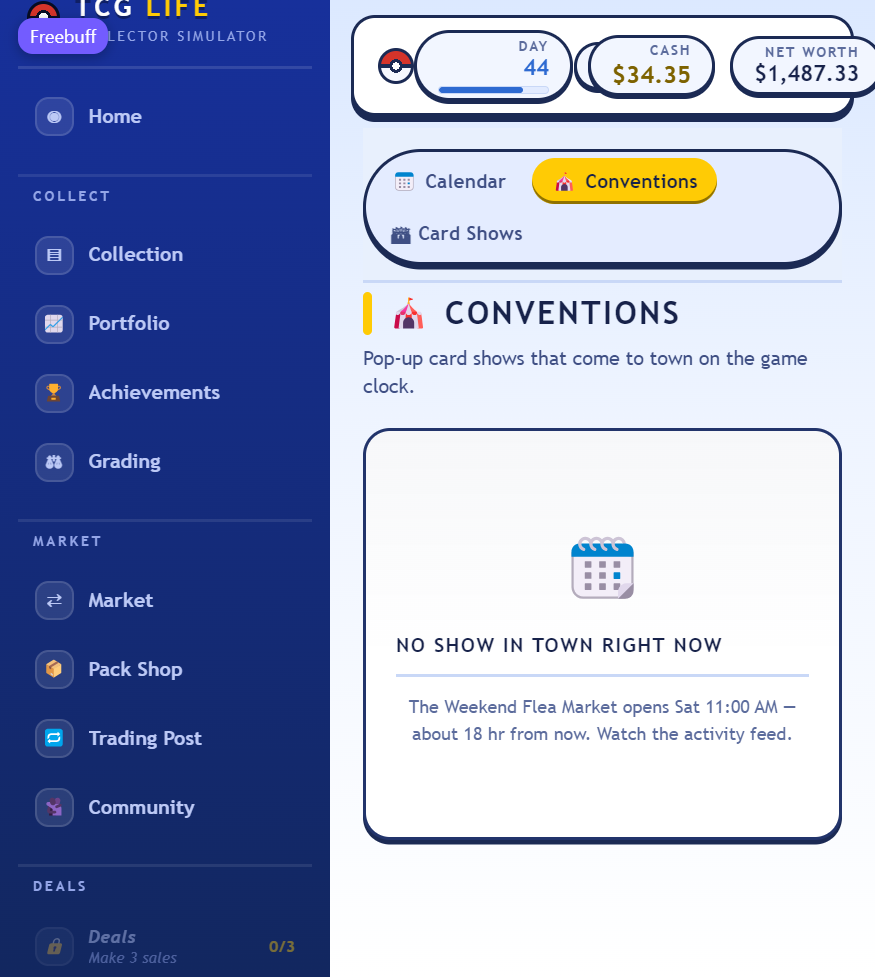 TCG LIFE
Freebuff
LECTOR SIMULATOR
Home
COLLECT
Collection
Portfolio
Achievements
Grading
MARKET
Market
Pack Shop
Trading Post
Community
DEALS
Deals
Make 3 sales
0/3
DAY
44
CASH
$34.35
NET WORTH
$1,487.33
Calendar
Conventions
Card Shows
CONVENTIONS
Pop-up card shows that come to town on the game
clock.
NO SHOW IN TOWN RIGHT NOW
The Weekend Flea Market opens Sat 11:00 AM —
about 18 hr from now. Watch the activity feed.